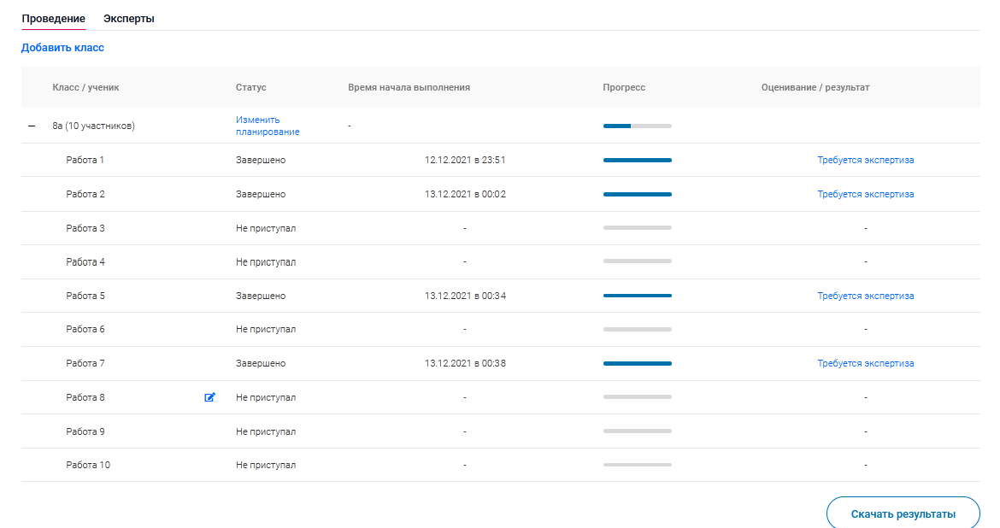 Проведение Эксперты
Добавить класс
Класс / ученик Статус Время начала выполнения Прогресс Оценивание / результат
8а (10 участников) Изменить планирование -
Работа 1 Завершено 12.12.2021 в 23:51 Требуется экспертиза
Работа 2 Завершено 13.12.2021 в 00:02 Требуется экспертиза
Работа 3 Не приступал - -
Работа 4 Не приступал - -
Работа 5 Завершено 13.12.2021 в 00:34 Требуется экспертиза
Работа 6 Не приступал - -
Работа 7 Завершено 13.12.2021 в 00:38 Требуется экспертиза
Работа 8 Не приступал - -
Работа 9 Не приступал - -
Работа 10 Не приступал - -
Скачать результаты